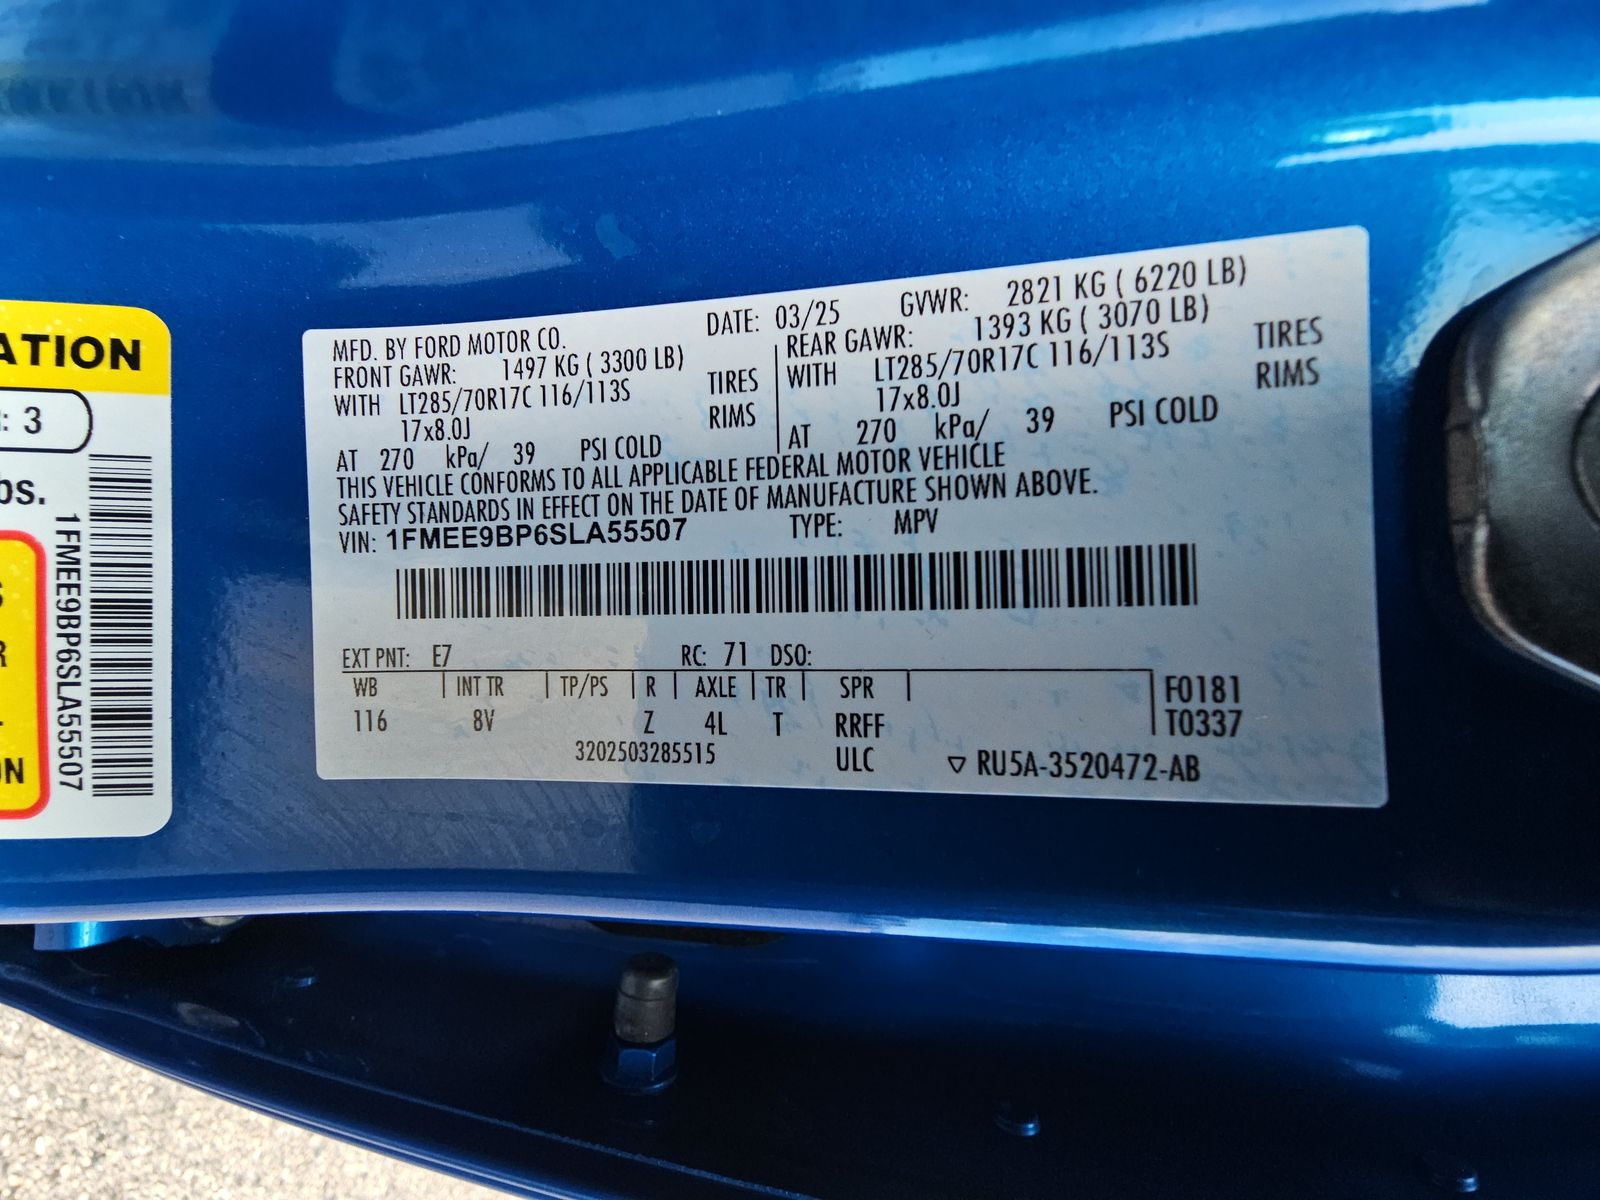 ATION
: 3
bs.
S
R
ON
1FMEE9BP6SLA55507
MFD. BY FORD MOTOR CO.
DATE: 03/25
GVWR: 2821 KG ( 6220 LB)
FRONT GAWR: 1497 KG ( 3300 LB)
WITH LT285/70R17C 116/113S TIRES
17x8.0J RIMS
AT 270 kPa/ 39 PSI COLD
REAR GAWR: 1393 KG ( 3070 LB)
WITH LT285/70R17C 116/113S TIRES
17x8.0J RIMS
AT 270 kPa/ 39 PSI COLD
THIS VEHICLE CONFORMS TO ALL APPLICABLE FEDERAL MOTOR VEHICLE
SAFETY STANDARDS IN EFFECT ON THE DATE OF MANUFACTURE SHOWN ABOVE.
VIN: 1FMEE9BP6SLA55507 TYPE: MPV
EXT PNT: E7 RC: 71 DSO:
WB INT TR TP/PS R AXLE TR SPR F0181
116 8V Z 4L T RRFF T0337
3202503285515 ULC ▽ RU5A-3520472-AB